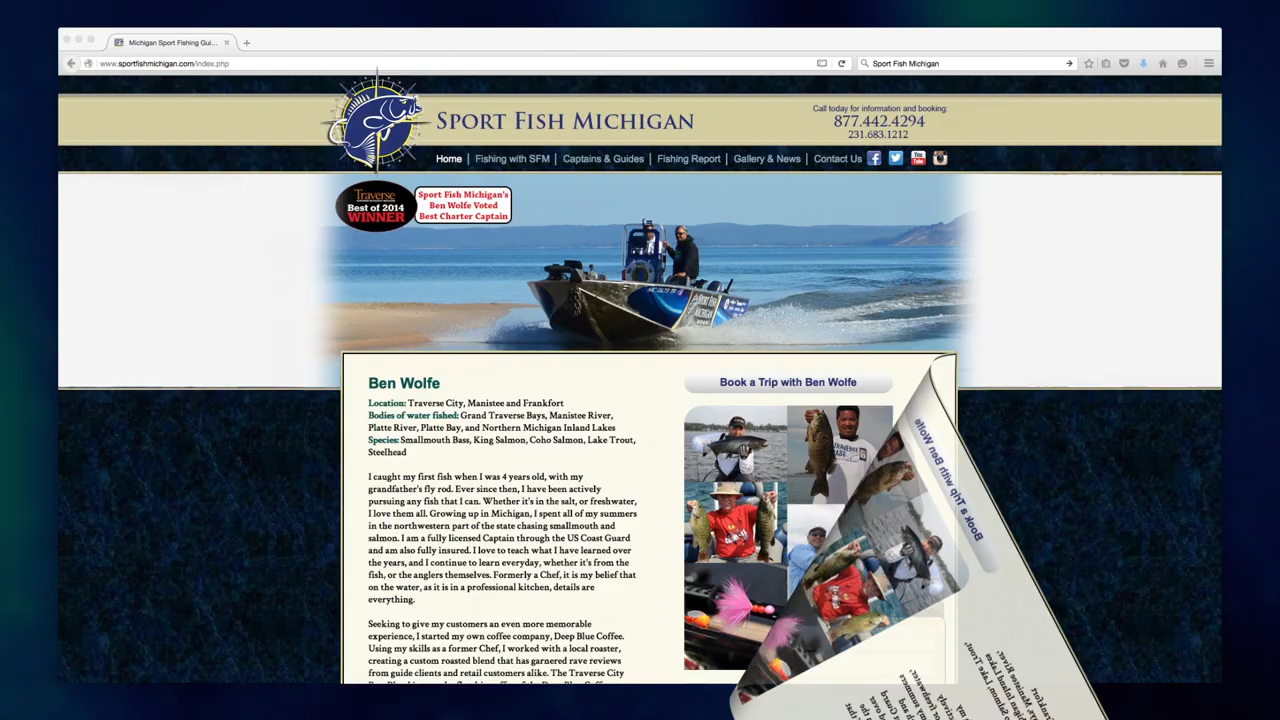 Michigan Sport Fishing Gui...
www.sportfishmichigan.com/index.php
Sport Fish Michigan
SPORT FISH MICHIGAN
Call today for information and booking:
877.442.4294
231.683.1212
Home | Fishing with SFM | Captains & Guides | Fishing Report | Gallery & News | Contact Us
You
Tube
Traverse
Best of 2014
WINNER
Sport Fish Michigan's
Ben Wolfe Voted
Best Charter Captain
SPORT FISH
MICHIGAN
Ben Wolfe
Location: Traverse City, Manistee and Frankfort
Bodies of water fished: Grand Traverse Bays, Manistee River,
Platte River, Platte Bay, and Northern Michigan Inland Lakes
Species: Smallmouth Bass, King Salmon, Coho Salmon, Lake Trout,
Steelhead
I caught my first fish when I was 4 years old, with my
grandfather's fly rod. Ever since then, I have been actively
pursuing any fish that I can. Whether it's in the salt, or freshwater,
I love them all. Growing up in Michigan, I spent all of my summers
in the northwestern part of the state chasing smallmouth and
salmon. I am a fully licensed Captain through the US Coast Guard
and am also fully insured. I love to teach what I have learned over
the years, and I continue to learn everyday, whether it's from the
fish, or the anglers themselves. Formerly a Chef, it is my belief that
on the water, as it is in a professional kitchen, details are
everything.
Seeking to give my customers an even more memorable
experience, I started my own coffee company, Deep Blue Coffee.
Using my skills as a former Chef, I worked with a local roaster,
creating a custom roasted blend that has garnered rave reviews
from guide clients and retail customers alike. The Traverse City
Book a Trip with Ben Wolfe
Book a Trip with Ben Wolfe